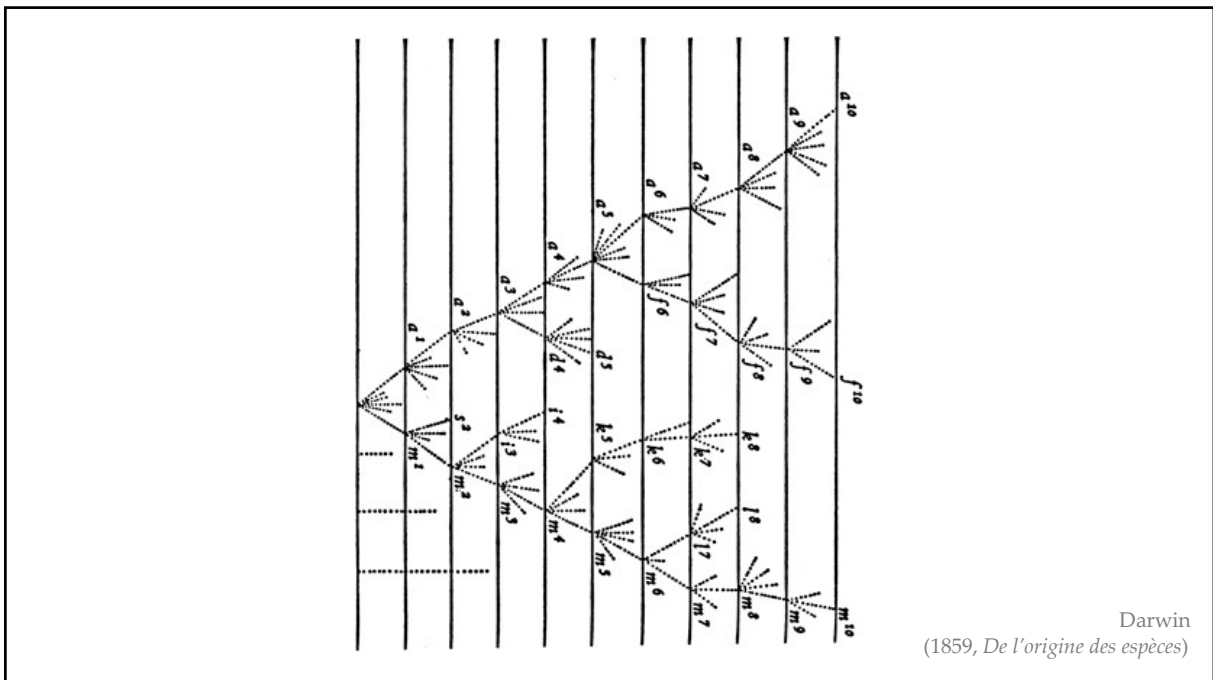 a¹⁰
a⁹
a⁸
a⁷
a⁶
a⁵
a⁴
a³
a²
a¹
f⁶
f⁷
f⁸
f⁹
f¹⁰
d⁴
d⁵
s²
i³
i⁴
k⁵
k⁶
k⁷
k⁸
l⁷
l⁸
m¹
m²
m³
m⁴
m⁵
m⁶
m⁷
m⁸
m⁹
m¹⁰
Darwin
(1859, De l'origine des espèces)